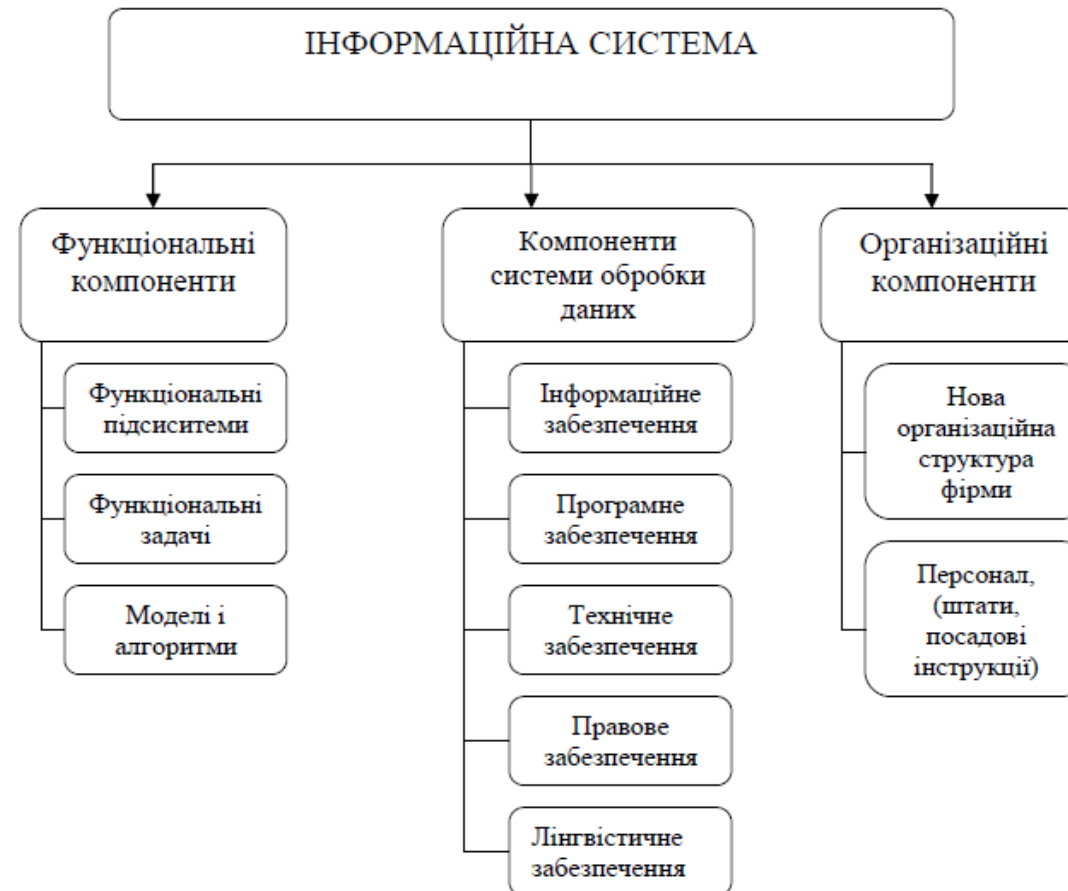 ІНФОРМАЦІЙНА СИСТЕМА
Функціональні
компоненти
Функціональні
підсиситеми
Функціональні
задачі
Моделі і
алгоритми
Компоненти
системи обробки
даних
Інформаційне
забезпечення
Програмне
забезпечення
Технічне
забезпечення
Правове
забезпечення
Лінгвістичне
забезпечення
Організаційні
компоненти
Нова
організаційна
структура
фірми
Персонал,
(штати,
посадові
інструкції)